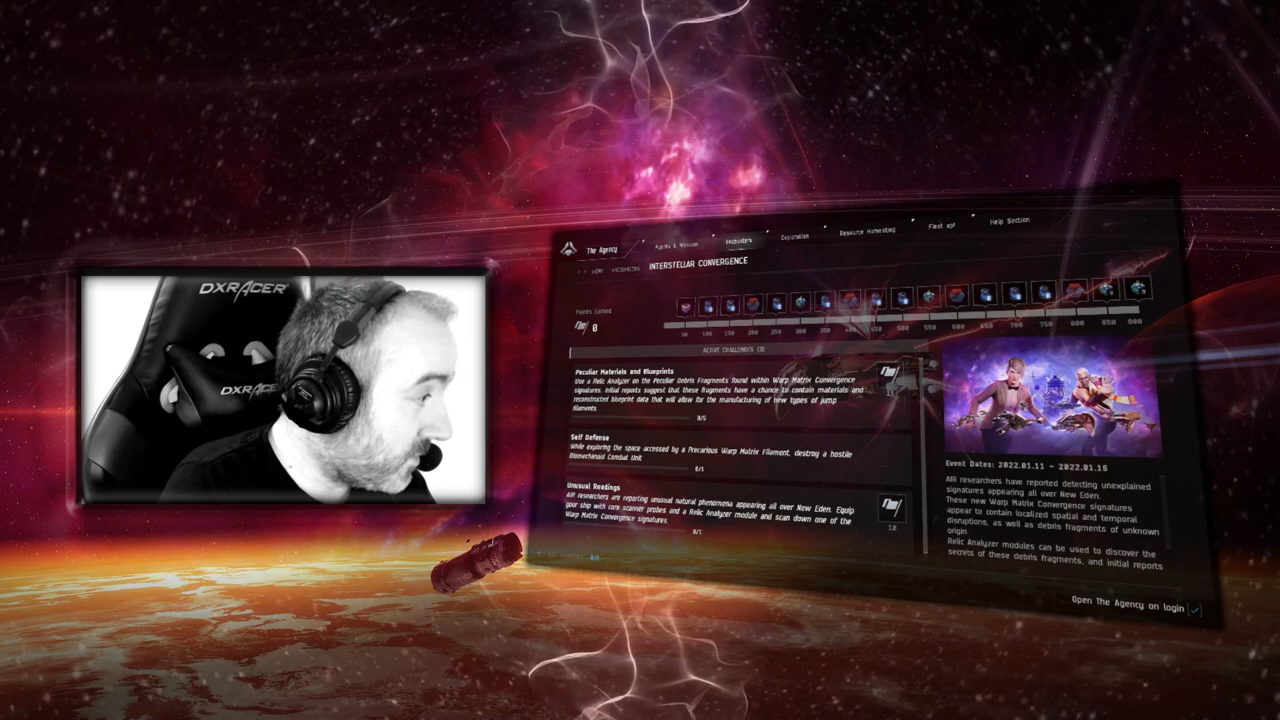 DXRACER
DXRACE
The Agency
Agents & Missions
Encounters
Exploration
Resource Harvesting
Fleet up!
Help Section
INTERSTELLAR CONVERGENCE
Points Earned
0
50 100 150 200 250 300 350 400 450 500 550 600 650 700 750 800 850 900
ACTIVE CHALLENGES (3)
Peculiar Materials and Blueprints
Use a Relic Analyzer on the Peculiar Debris Fragments found within Warp Matrix Convergence
signatures. Initial reports suggest that these fragments have a chance to contain materials and
reconstructed blueprint data that will allow for the manufacturing of new types of jump
filaments
0/5
Self Defense
While exploring the space accessed by a Precarious Warp Matrix Filament, destroy a hostile
Biomechanoid Combat Unit
0/1
Unusual Readings
AIR researchers are reporting unusual natural phenomena appearing all over New Eden. Equip
your ship with core scanner probes and a Relic Analyzer module and scan down one of the
Warp Matrix Convergence signatures.
10
0/1
Event Dates: 2022.01.11 - 2022.01.18
AIR researchers have reported detecting unexplained
signatures appearing all over New Eden.
These new Warp Matrix Convergence signatures
appear to contain localized spatial and temporal
disruptions, as well as debris fragments of unknown
origin
Relic Analyzer modules can be used to discover the
secrets of these debris fragments, and initial reports
Open The Agency on login